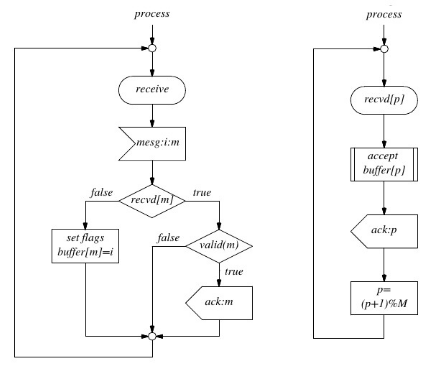 process
receive
mesg:i:m
recvd[m]
false
true
set flags
buffer[m]=i
valid(m)
false
true
ack:m
process
recvd[p]
accept
buffer[p]
ack:p
p=
(p+1)%M